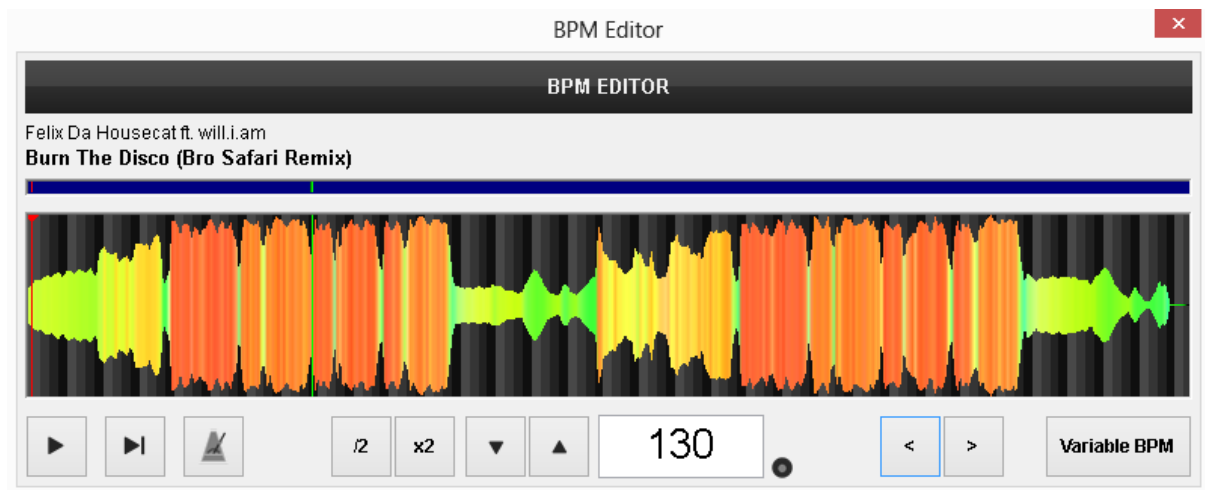 BPM Editor
BPM EDITOR
Felix Da Housecat ft. will.i.am
Burn The Disco (Bro Safari Remix)
/2 x2 130 < > Variable BPM